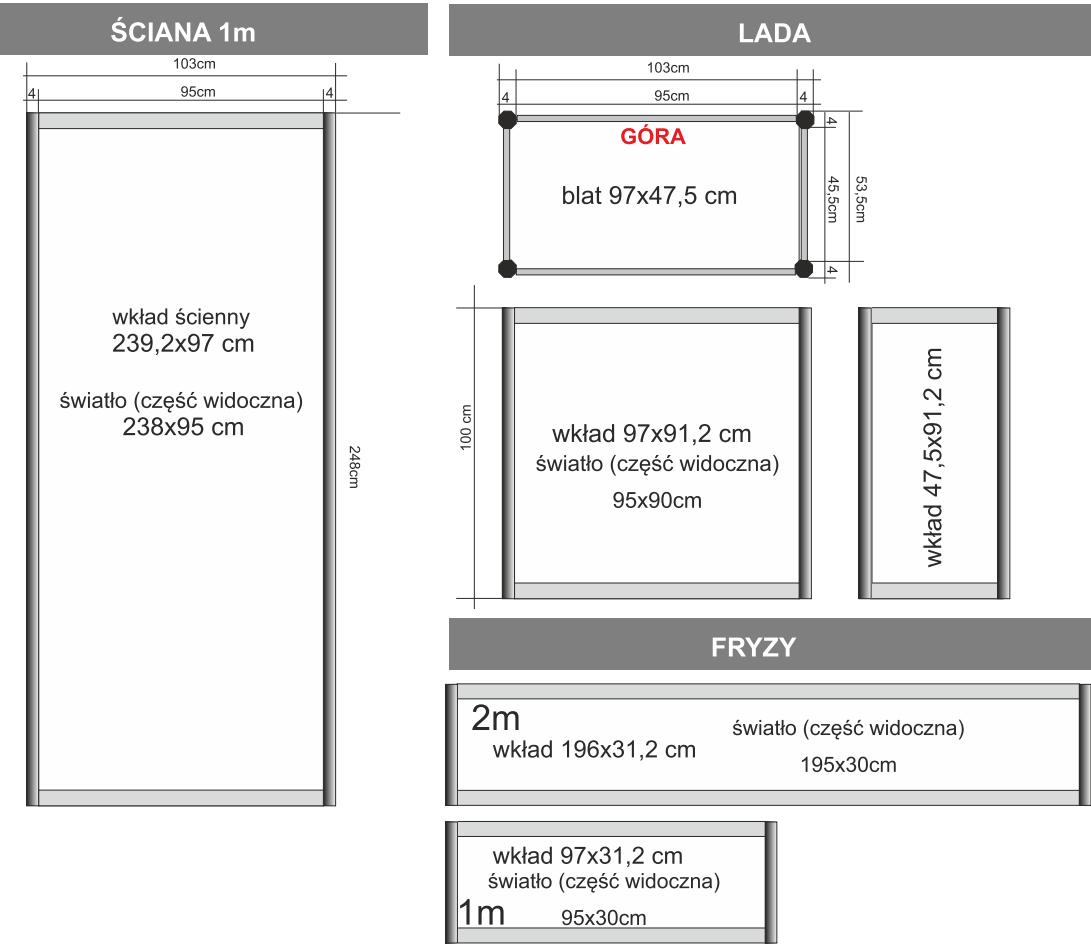 ŚCIANA 1m
103cm
4
95cm
4
wkład ścienny
239,2x97 cm
światło (część widoczna)
238x95 cm
248cm
LADA
103cm
4
95cm
4
GÓRA
blat 97x47,5 cm
4
45,5cm
53,5cm
4
100 cm
wkład 97x91,2 cm
światło (część widoczna)
95x90cm
wkład 47,5x91,2 cm
FRYZY
2m
wkład 196x31,2 cm
światło (część widoczna)
195x30cm
wkład 97x31,2 cm
światło (część widoczna)
1m
95x30cm